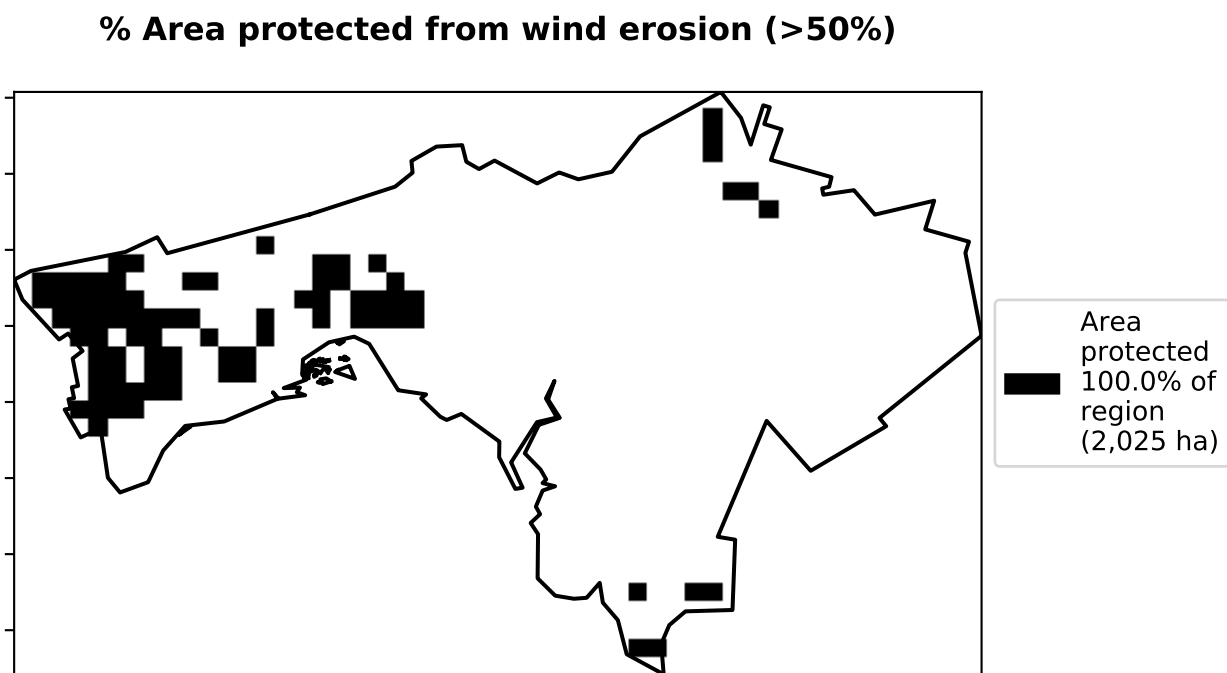 % Area protected from wind erosion (>50%)
Area
protected
100.0% of
region
(2,025 ha)